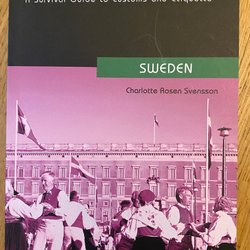 A Survival Guide to Customs and Etiquette
SWEDEN
Charlotte Rosen Svensson